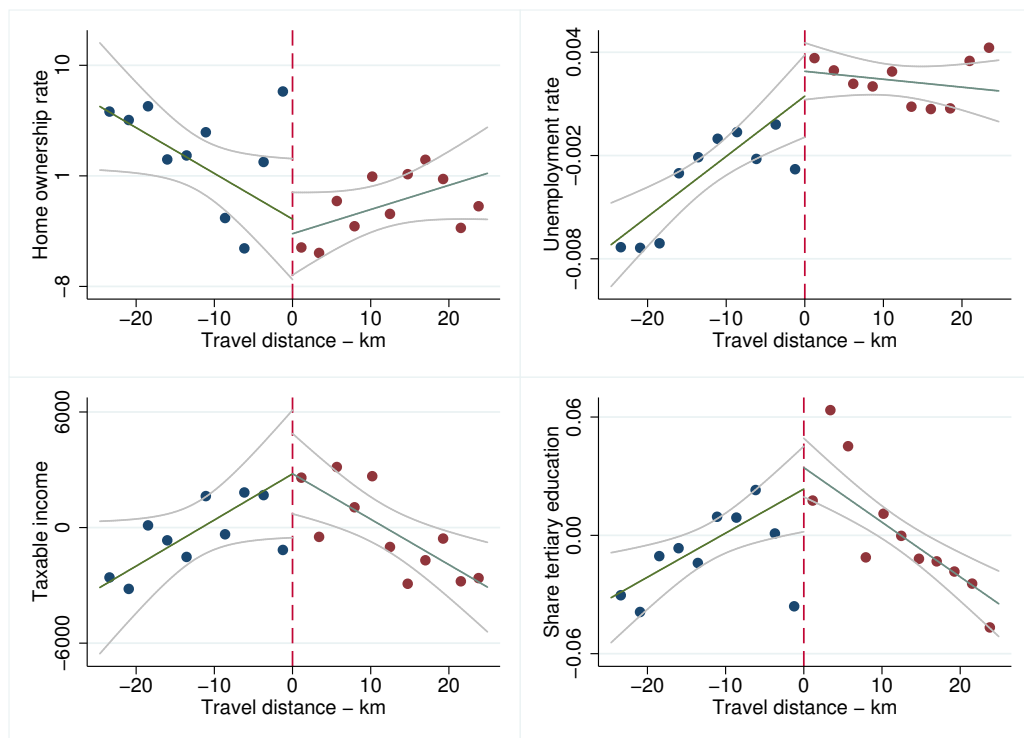 Home ownership rate
10
1
−8
−20 −10 0 10 20
Travel distance − km
Unemployment rate
0.004
−0.002
−0.008
−20 −10 0 10 20
Travel distance − km
Taxable income
6000
0
−6000
−20 −10 0 10 20
Travel distance − km
Share tertiary education
0.06
0.00
−0.06
−20 −10 0 10 20
Travel distance − km